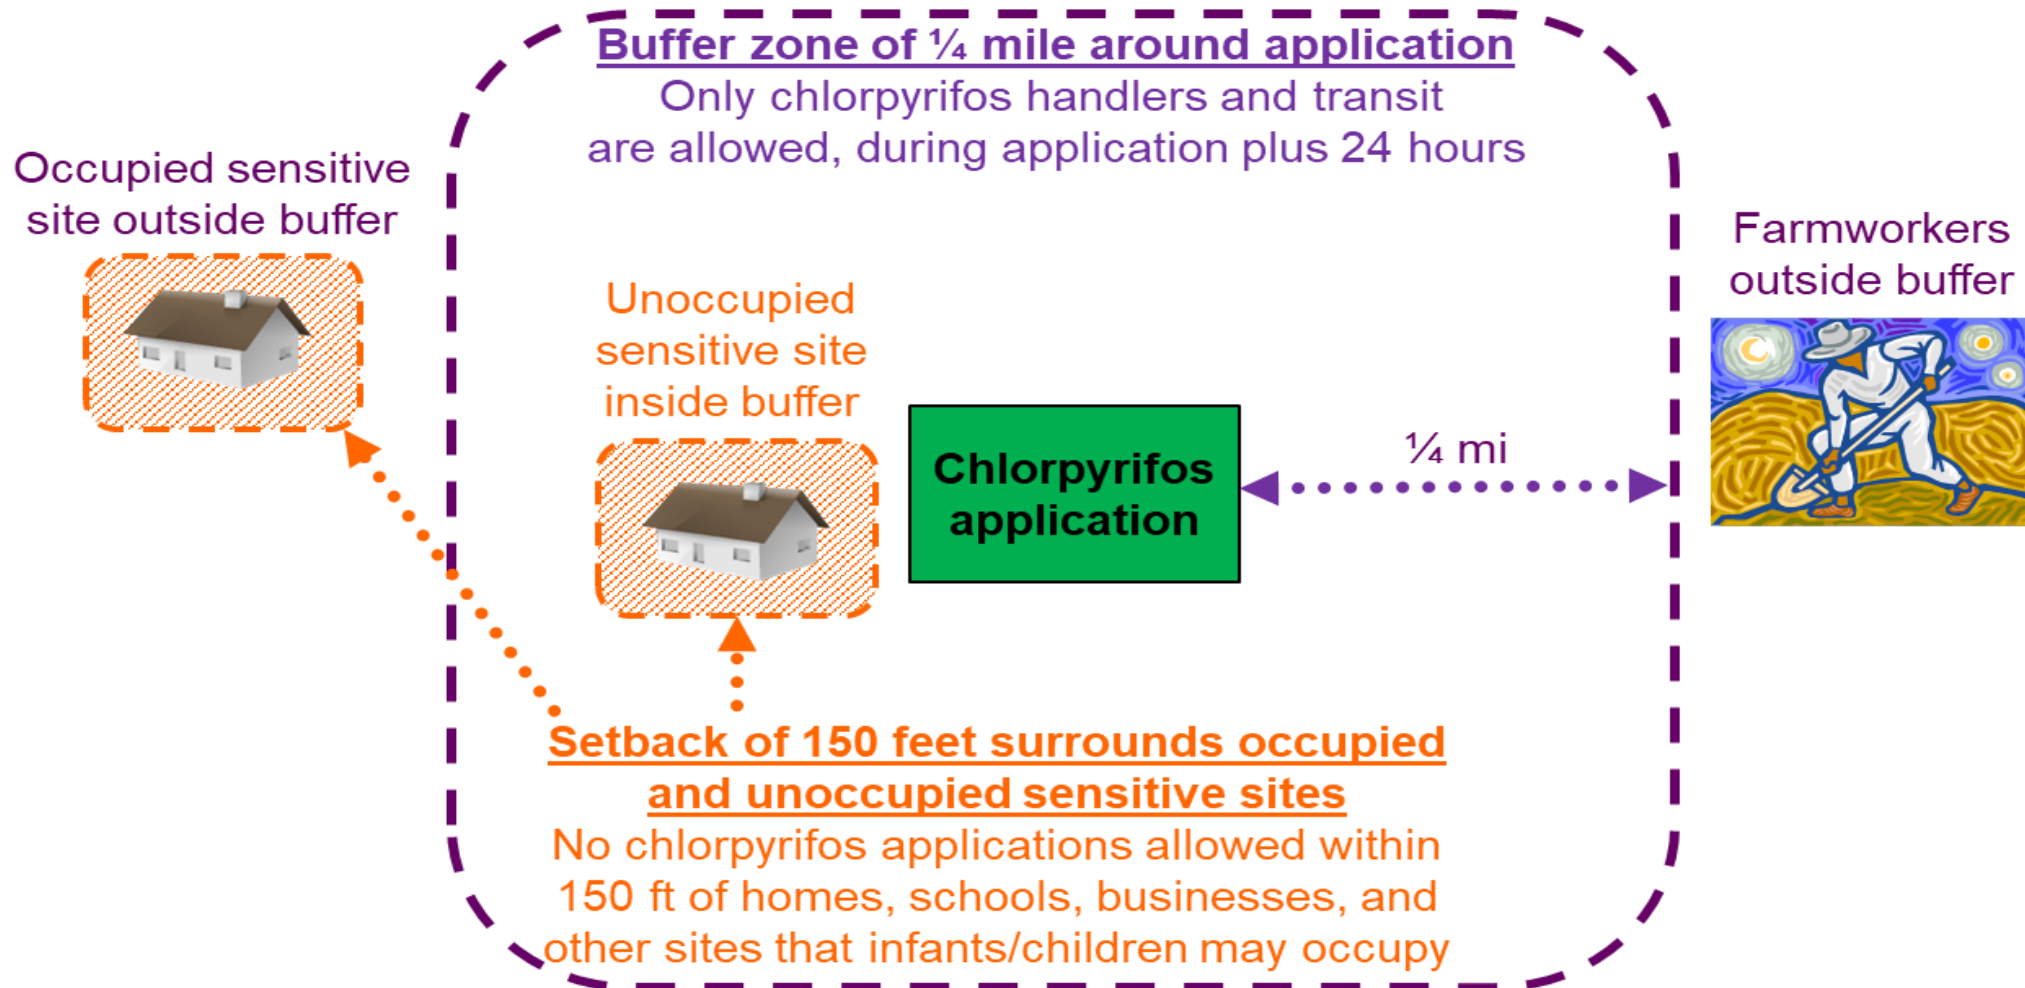 Buffer zone of ¼ mile around application
Only chlorpyrifos handlers and transit
are allowed, during application plus 24 hours
Occupied sensitive
site outside buffer
Farmworkers
outside buffer
Unoccupied
sensitive site
inside buffer
Chlorpyrifos
application
¼ mi
Setback of 150 feet surrounds occupied
and unoccupied sensitive sites
No chlorpyrifos applications allowed within
150 ft of homes, schools, businesses, and
other sites that infants/children may occupy